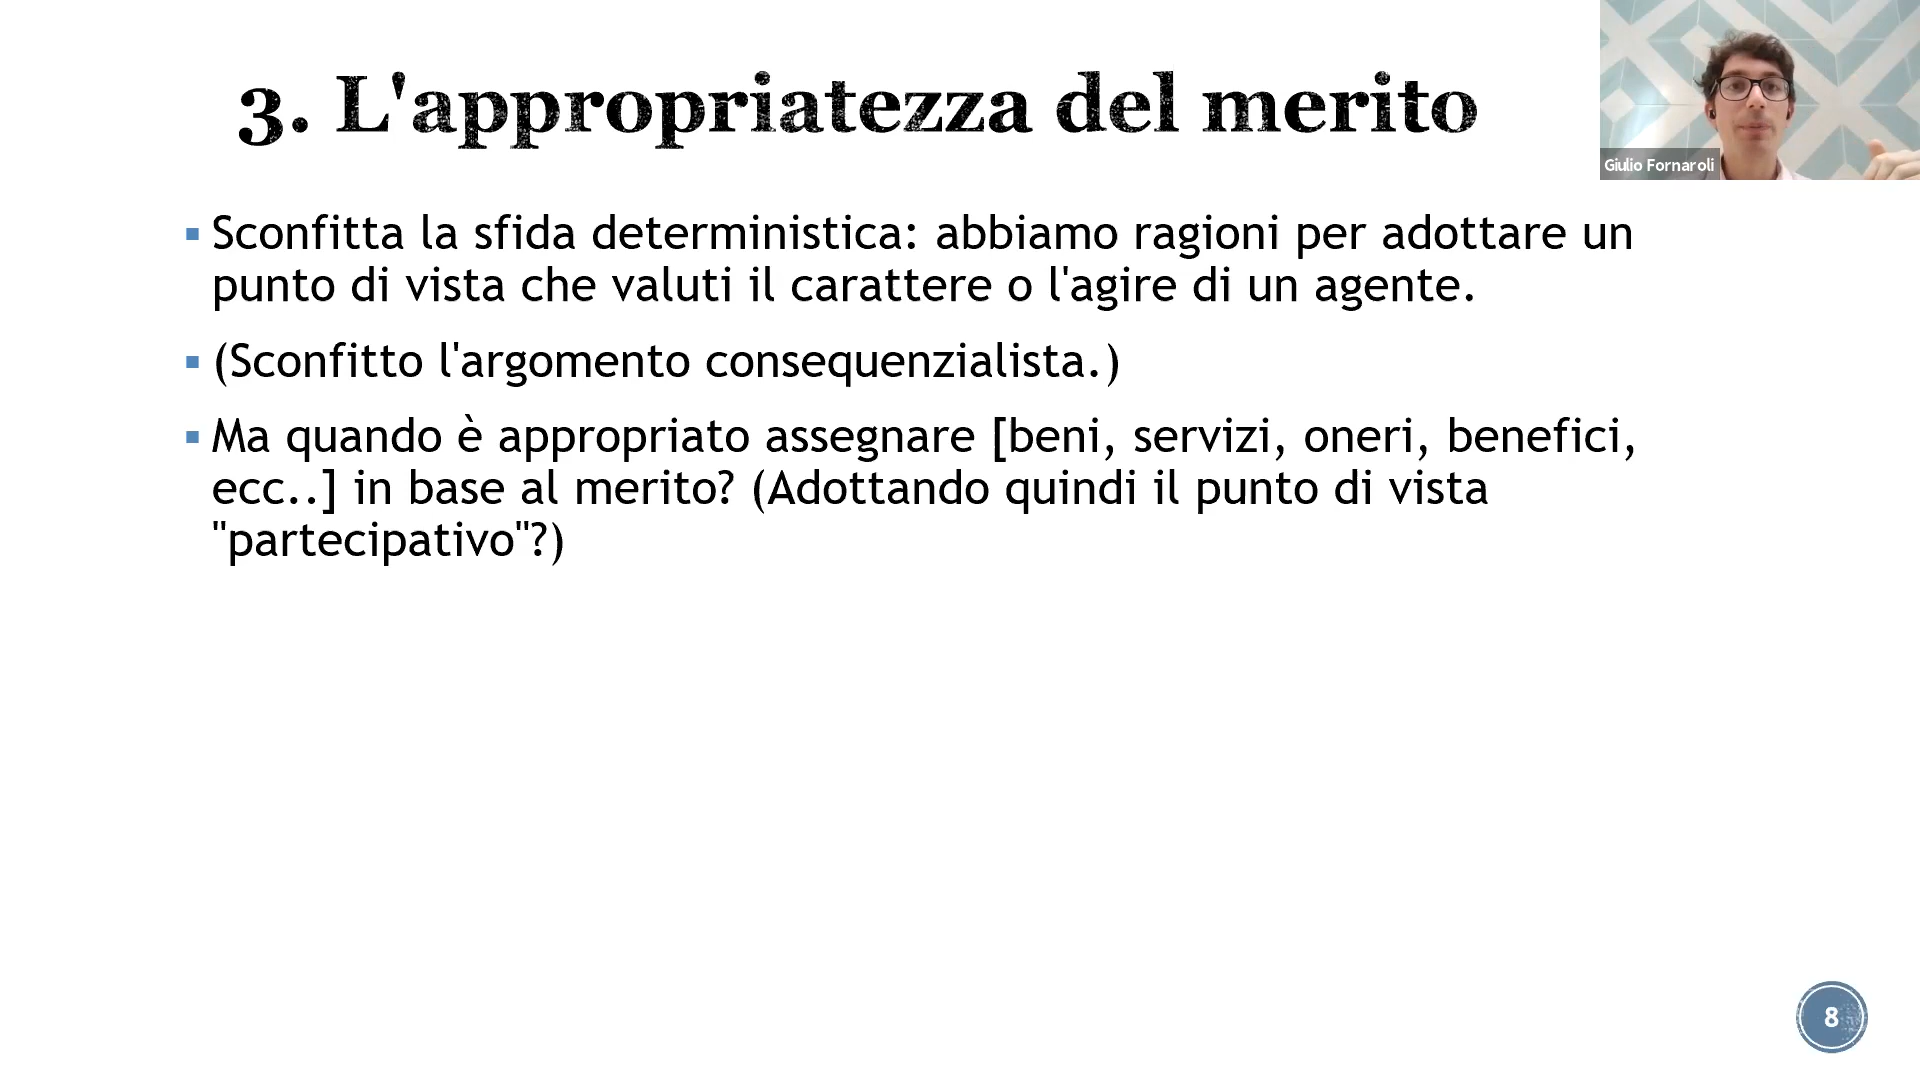 3. L'appropriatezza del merito
Giulio Fornaroli
▪ Sconfitta la sfida deterministica: abbiamo ragioni per adottare un
punto di vista che valuti il carattere o l'agire di un agente.
▪ (Sconfitto l'argomento consequenzialista.)
▪ Ma quando è appropriato assegnare [beni, servizi, oneri, benefici,
ecc..] in base al merito? (Adottando quindi il punto di vista
"partecipativo"?)
8